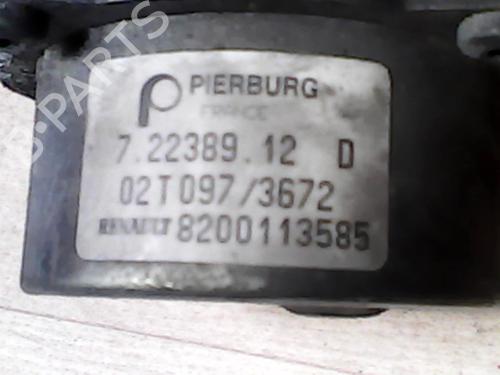 PIERBURG
FRANCE
7.22389.12 D
02T097/3672
RENAULT 8200113585